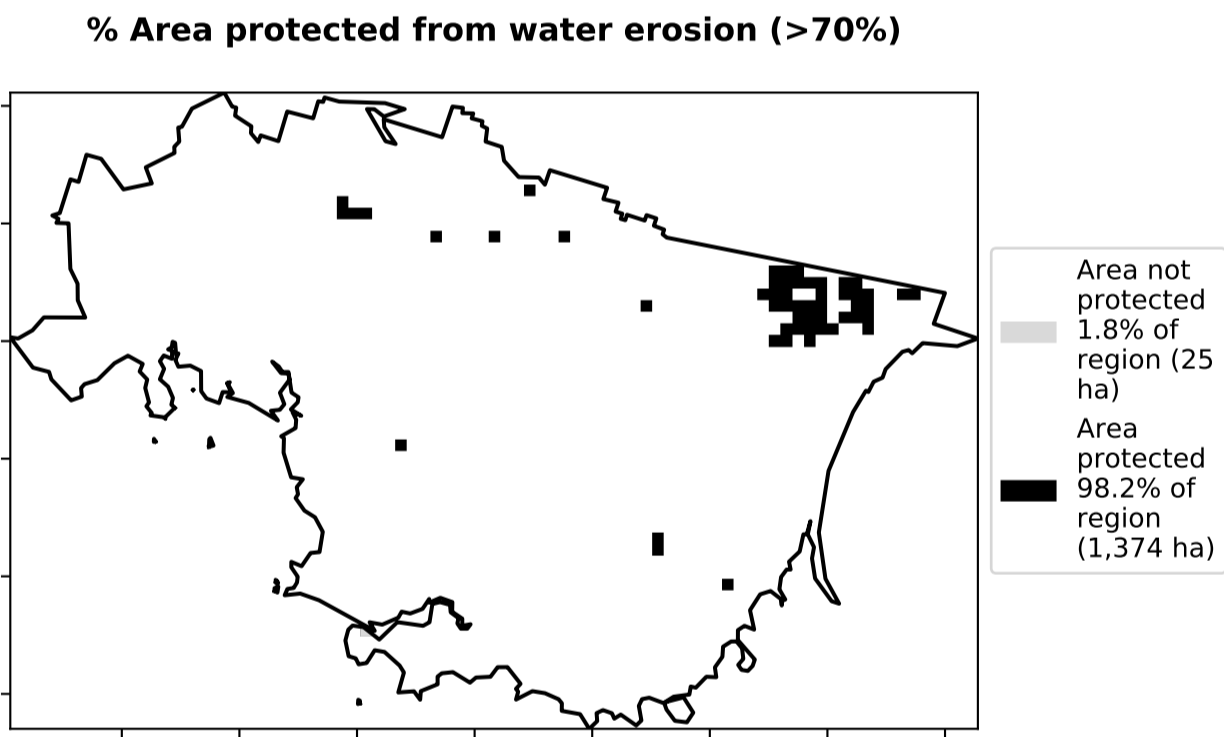 % Area protected from water erosion (>70%)
Area not
protected
1.8% of
region (25
ha)
Area
protected
98.2% of
region
(1,374 ha)